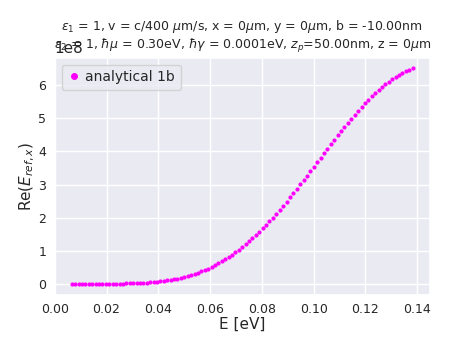 ε₁ = 1, v = c/400 μm/s, x = 0μm, y = 0μm, b = -10.00nm
= 1, ℏμ = 0.30eV, ℏγ = 0.0001eV, zₚ=50.00nm, z = 0μm
1e8
analytical 1b
6
5
4
3
2
1
0
Re(E_{ref,x})
0.00 0.02 0.04 0.06 0.08 0.10 0.12 0.14
E [eV]